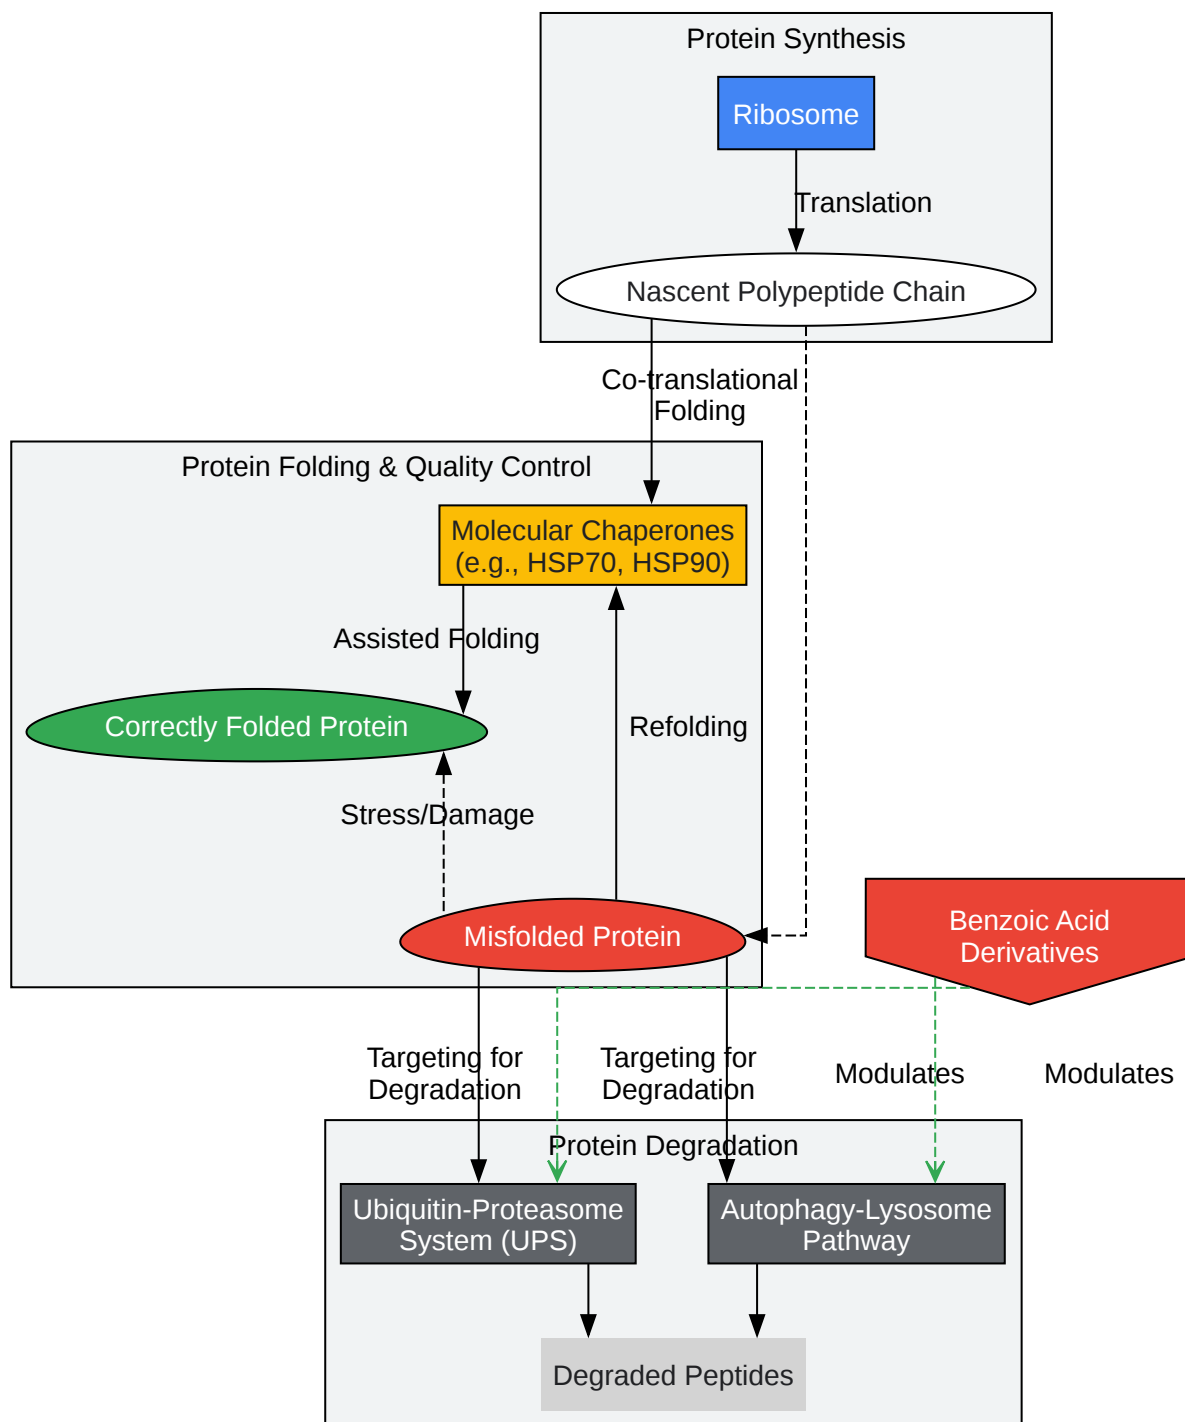 Protein Synthesis
Ribosome
Translation
Nascent Polypeptide Chain
Co-translational
Folding
Protein Folding & Quality Control
Molecular Chaperones
(e.g., HSP70, HSP90)
Assisted Folding
Correctly Folded Protein
Refolding
Stress/Damage
Misfolded Protein
Benzoic Acid
Derivatives
Targeting for
Degradation
Targeting for
Degradation
Modulates
Modulates
Protein Degradation
Ubiquitin-Proteasome
System (UPS)
Autophagy-Lysosome
Pathway
Degraded Peptides